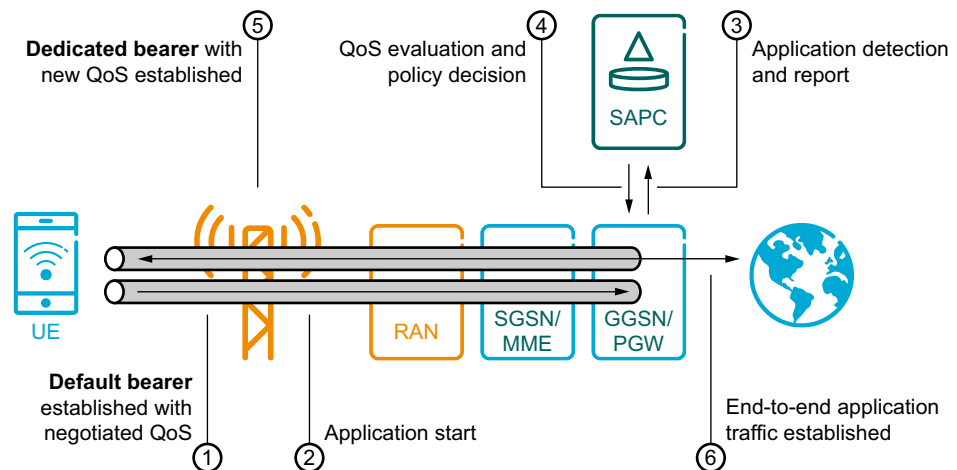 5
4
3
Dedicated bearer with
new QoS established
QoS evaluation and
policy decision
Application detection
and report
SAPC
UE
RAN
SGSN/
MME
GGSN/
PGW
Default bearer
established with
negotiated QoS
1
2
Application start
6
End-to-end application
traffic established